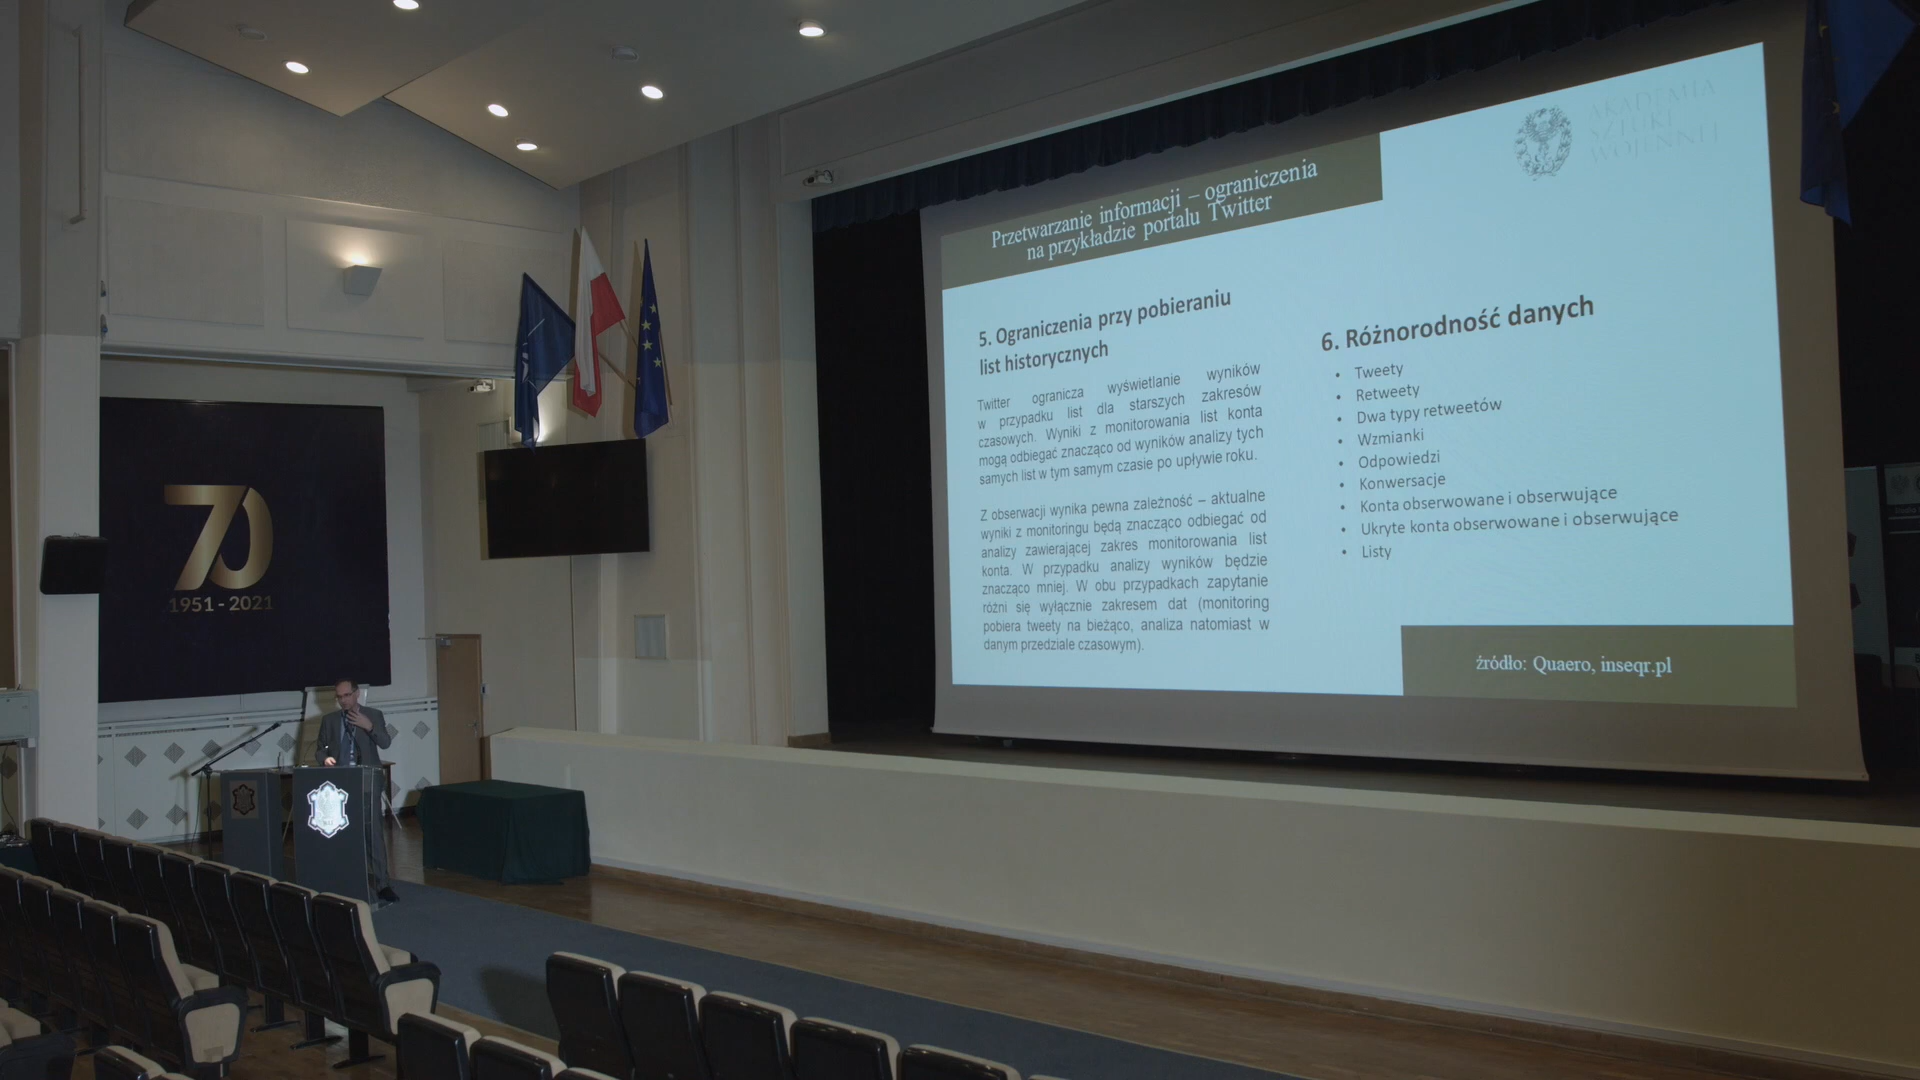 Przetwarzanie informacji – ograniczenia
na przykładzie portalu Twitter
AKADEMIA
SZTUKI
WOJENNEJ
5. Ograniczenia przy pobieraniu
list historycznych
Twitter ogranicza wyświetlanie wyników
w przypadku list dla starszych zakresów
czasowych. Wyniki z monitorowania list konta
mogą odbiegać znacząco od wyników analizy tych
samych list w tym samym czasie po upływie roku.
Z obserwacji wynika pewna zależność – aktualne
wyniki z monitoringu będą znacząco odbiegać od
analizy zawierającej zakres monitorowania list
konta. W przypadku analizy wyników będzie
znacząco mniej. W obu przypadkach zapytanie
różni się wyłącznie zakresem dat (monitoring
pobiera tweety na bieżąco, analiza natomiast w
danym przedziale czasowym).
6. Różnorodność danych
• Tweety
• Retweety
• Dwa typy retweetów
• Wzmianki
• Odpowiedzi
• Konwersacje
• Konta obserwowane i obserwujące
• Ukryte konta obserwowane i obserwujące
• Listy
źródło: Quaero, inseqr.pl
70
1951 - 2021